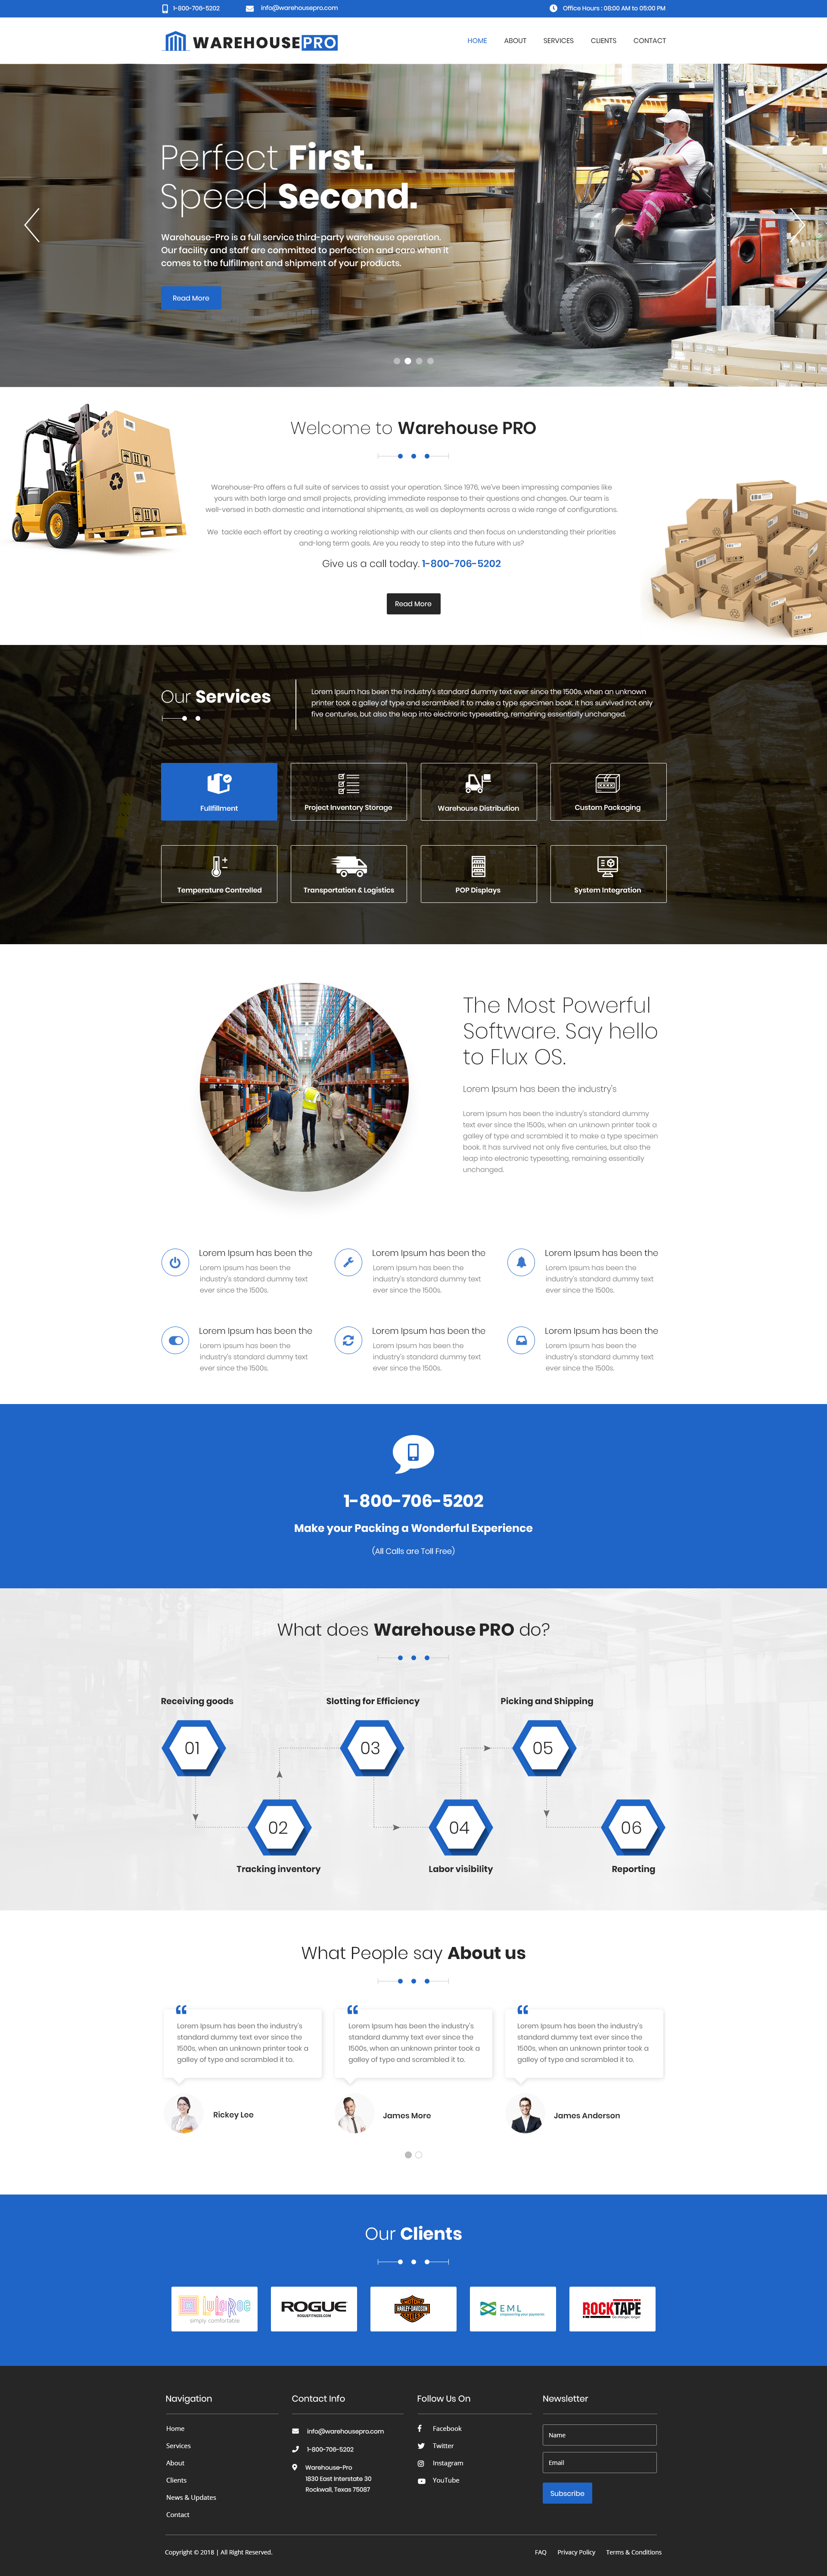 1-800-706-5202
info@warehousepro.com
Office Hours : 08:00 AM to 05:00 PM
WAREHOUSEPRO
HOME
ABOUT
SERVICES
CLIENTS
CONTACT
Perfect First.
Speed Second.
Warehouse-Pro is a full service third-party warehouse operation.
Our facility and staff are committed to perfection and care when it
comes to the fulfillment and shipment of your products.
Read More
Welcome to Warehouse PRO
Warehouse-Pro offers a full suite of services to assist your operation. Since 1976, we've been impressing companies like
yours with both large and small projects, providing immediate response to their questions and changes. Our team is
well-versed in both domestic and international shipments, as well as deployments across a wide range of configurations.
We tackle each effort by creating a working relationship with our clients and then focus on understanding their priorities
and-long term goals. Are you ready to step into the future with us?
Give us a call today. 1-800-706-5202
Read More
Our Services
Lorem Ipsum has been the industry's standard dummy text ever since the 1500s, when an unknown
printer took a galley of type and scrambled it to make a type specimen book. It has survived not only
five centuries, but also the leap into electronic typesetting, remaining essentially unchanged.
Fullfillment
Project Inventory Storage
Warehouse Distribution
Custom Packaging
Temperature Controlled
Transportation & Logistics
POP Displays
System Integration
The Most Powerful
Software. Say hello
to Flux OS.
Lorem Ipsum has been the industry's
Lorem Ipsum has been the industry's standard dummy
text ever since the 1500s, when an unknown printer took a
galley of type and scrambled it to make a type specimen
book. It has survived not only five centuries, but also the
leap into electronic typesetting, remaining essentially
unchanged.
Lorem Ipsum has been the
Lorem Ipsum has been the
industry's standard dummy text
ever since the 1500s.
Lorem Ipsum has been the
Lorem Ipsum has been the
industry's standard dummy text
ever since the 1500s.
Lorem Ipsum has been the
Lorem Ipsum has been the
industry's standard dummy text
ever since the 1500s.
Lorem Ipsum has been the
Lorem Ipsum has been the
industry's standard dummy text
ever since the 1500s.
Lorem Ipsum has been the
Lorem Ipsum has been the
industry's standard dummy text
ever since the 1500s.
Lorem Ipsum has been the
Lorem Ipsum has been the
industry's standard dummy text
ever since the 1500s.
1-800-706-5202
Make your Packing a Wonderful Experience
(All Calls are Toll Free)
What does Warehouse PRO do?
Receiving goods
Slotting for Efficiency
Picking and Shipping
01
03
05
02
04
06
Tracking inventory
Labor visibility
Reporting
What People say About us
Lorem Ipsum has been the industry's
standard dummy text ever since the
1500s, when an unknown printer took a
galley of type and scrambled it to.
Rickey Lee
Lorem Ipsum has been the industry's
standard dummy text ever since the
1500s, when an unknown printer took a
galley of type and scrambled it to.
James More
Lorem Ipsum has been the industry's
standard dummy text ever since the
1500s, when an unknown printer took a
galley of type and scrambled it to.
James Anderson
Our Clients
LuLaRoe
simply comfortable
ROGUE
ROGUEFITNESS.COM
MOTOR
HARLEY-DAVIDSON
CYCLES
EML
empowering your payments
ROCKTAPE
Go stronger, longer
Navigation
Home
Services
About
Clients
News & Updates
Contact
Contact Info
info@warehousepro.com
1-800-706-5202
Warehouse-Pro
1830 East Interstate 30
Rockwall, Texas 75087
Follow Us On
Facebook
Twitter
Instagram
YouTube
Newsletter
Name
Email
Subscribe
Copyright © 2018 | All Right Reserved.
FAQ
Privacy Policy
Terms & Conditions